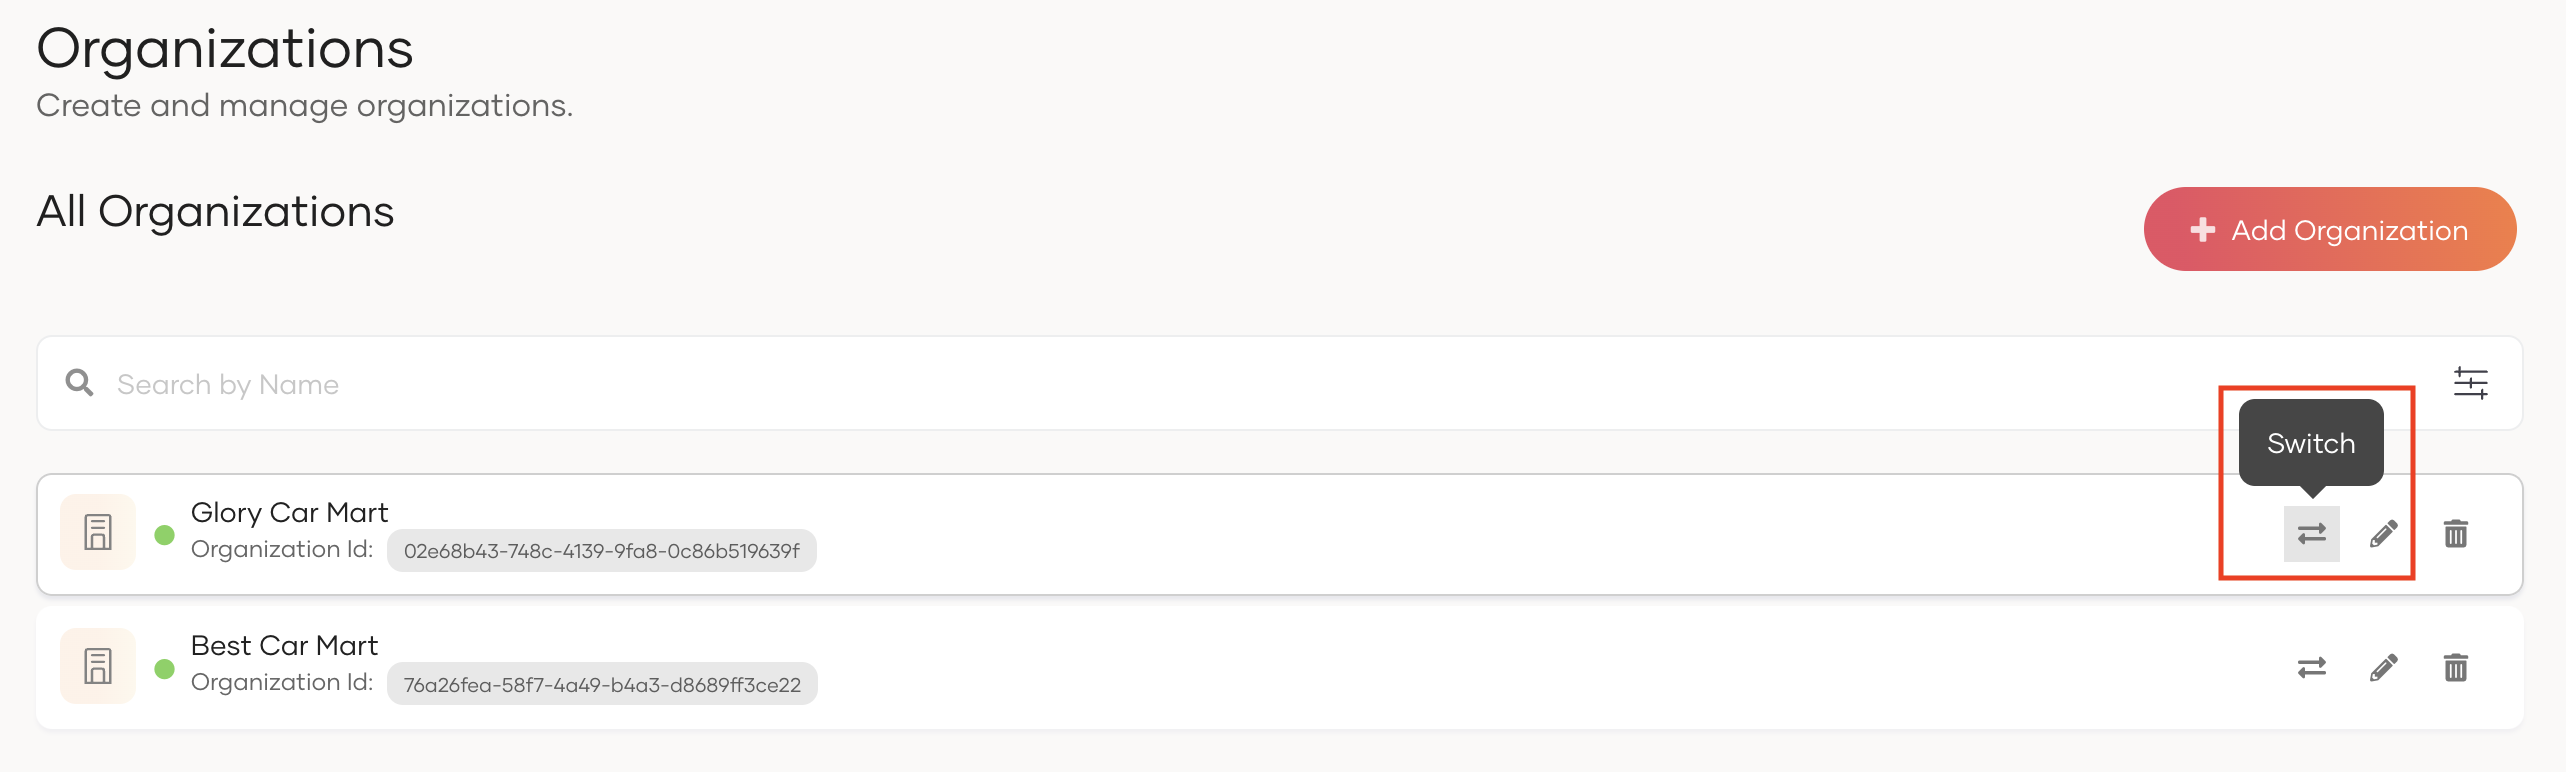 Organizations
Create and manage organizations.
All Organizations
Add Organization
Search by Name
Switch
Glory Car Mart
Organization Id: 02e68b43-748c-4139-9fa8-0c86b519639f
Best Car Mart
Organization Id: 76a26fea-58f7-4a49-b4a3-d8689ff3ce22